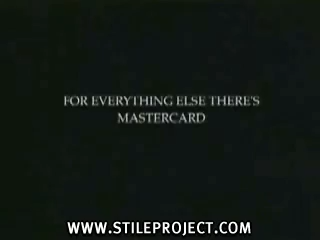 FOR EVERYTHING ELSE THERE'S
MASTERCARD
WWW.STILEPROJECT.COM